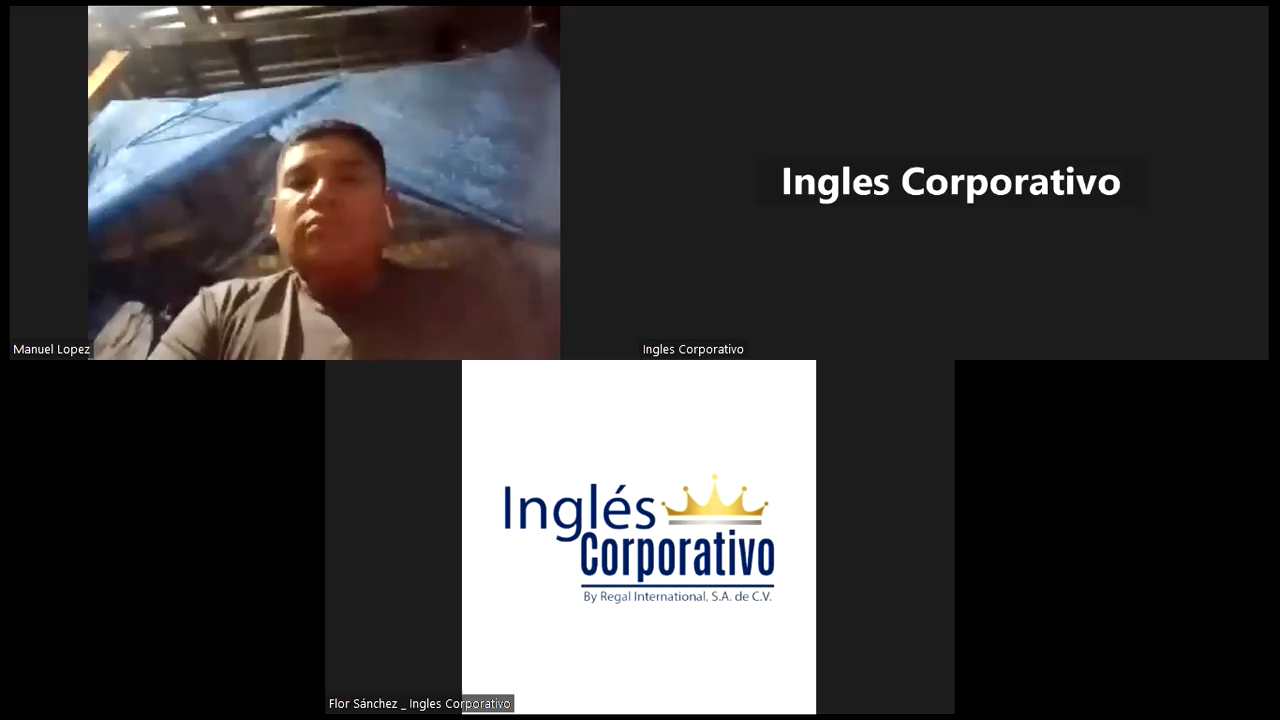 Ingles Corporativo
Manuel Lopez
Ingles Corporativo
Inglés
Corporativo
By Regal International, S.A. de C.V.
Flor Sánchez _ Ingles Corporativo